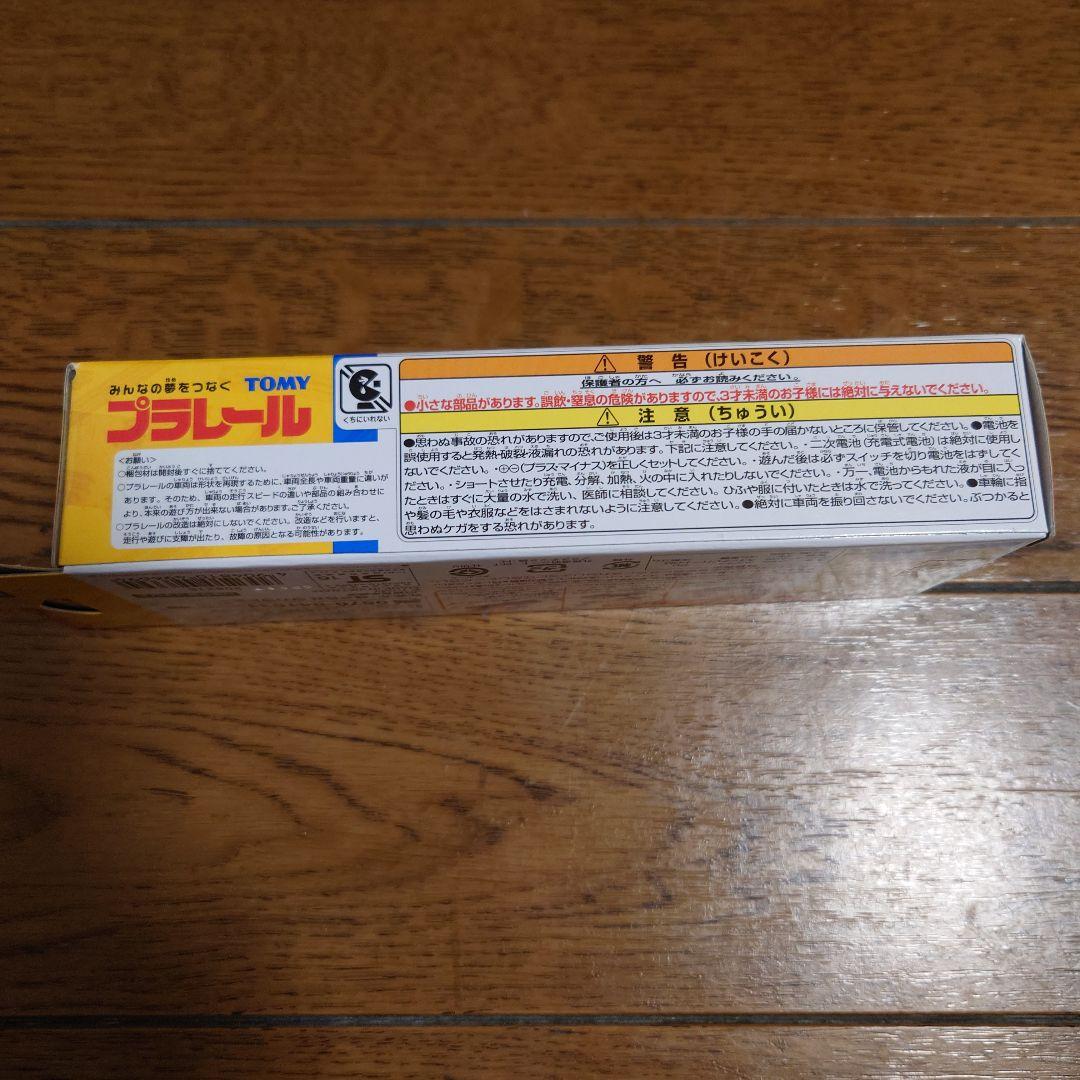 みんなの夢をつなぐ TOMY
プラレール
<お願い>
○梱包材は開封後すぐに捨ててください。
○プラレールの車両は形状を再現するために、車両全長や車両重量に違いが
あります。そのため、車両の走行スピードの違いや部品の組み合わせに
より、本来の遊び方が出来ない場合があります。ご了承ください。
○プラレールの改造は絶対にしないでください。改造などを行いますと、
走行や遊びに支障が出たり、故障の原因となる可能性があります。
くちにいれない
警告(けいこく)
保護者の方へ 必ずお読みください。
●小さな部品があります。誤飲・窒息の危険がありますので、3才未満のお子様には絶対に与えないでください。
注意(ちゅうい)
●思わぬ事故の恐れがありますので、ご使用後は3才未満のお子様の手の届かないところに保管してください。●電池を
誤使用すると発熱・破裂・液漏れの恐れがあります。下記に注意してください。・二次電池(充電式電池)は絶対に使用し
ないでください。・⊕⊖(プラス・マイナス)を正しくセットしてください。・遊んだ後は必ずスイッチを切り電池をはずしてく
ださい。・ショートさせたり充電、分解、加熱、火の中に入れたりしないでください。・万一、電池からもれた液が目に入っ
たときはすぐに大量の水で洗い、医師に相談してください。ひふや服に付いたときは水で洗ってください。●車輪に指
や髪の毛や衣服などをはさまれないように注意してください。●絶対に車両を振り回さないでください。ぶつかると
思わぬケガをする恐れがあります。
ST